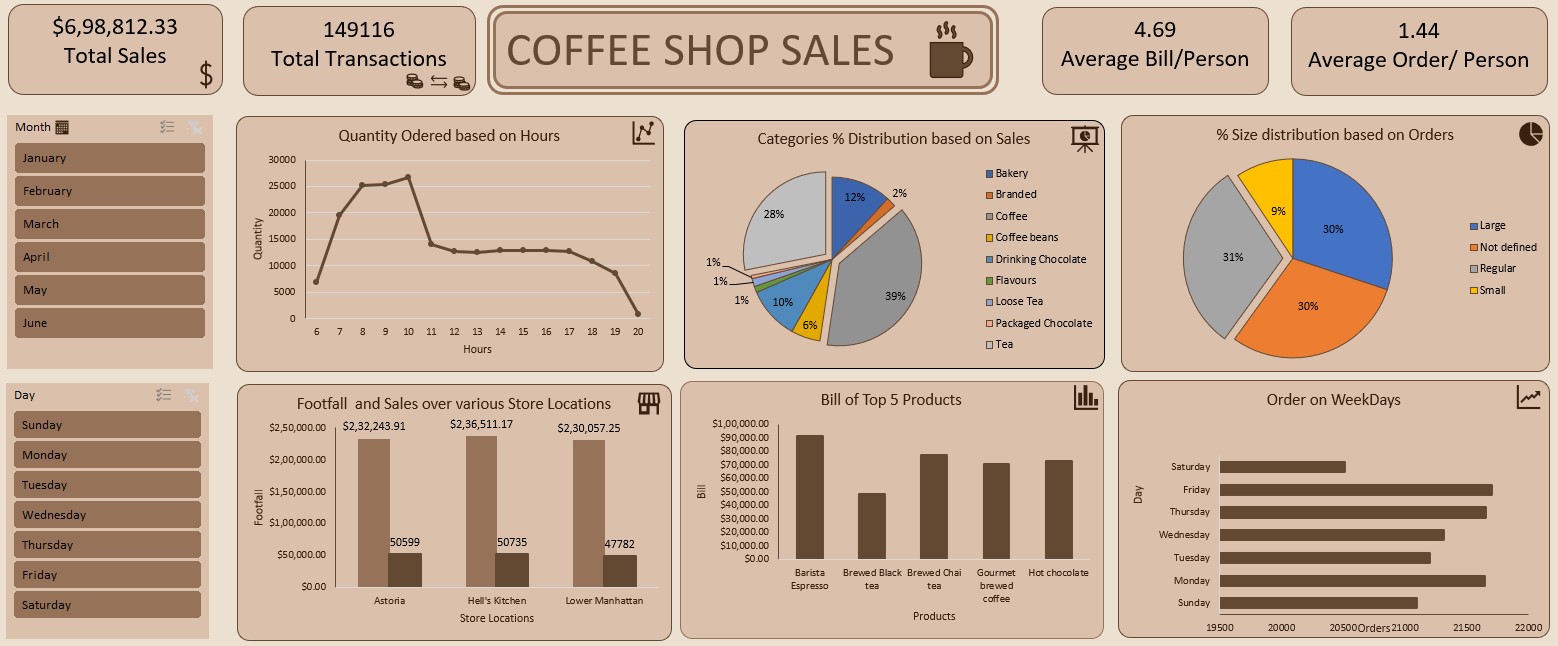 $6,98,812.33
Total Sales
$
149116
Total Transactions
COFFEE SHOP SALES
4.69
Average Bill/Person
1.44
Average Order/ Person
Month
January
February
March
April
May
June
Day
Sunday
Monday
Tuesday
Wednesday
Thursday
Friday
Saturday
Quantity Odered based on Hours
Quantity
30000
25000
20000
15000
10000
5000
0
6 7 8 9 10 11 12 13 14 15 16 17 18 19 20
Hours
Categories % Distribution based on Sales
12%
2%
39%
6%
10%
1%
1%
1%
28%
Bakery
Branded
Coffee
Coffee beans
Drinking Chocolate
Flavours
Loose Tea
Packaged Chocolate
Tea
% Size distribution based on Orders
30%
30%
31%
9%
Large
Not defined
Regular
Small
Footfall and Sales over various Store Locations
Footfall
$2,50,000.00
$2,00,000.00
$1,50,000.00
$1,00,000.00
$50,000.00
$0.00
$2,32,243.91
$2,36,511.17
$2,30,057.25
50599
50735
47782
Astoria
Hell's Kitchen
Lower Manhattan
Store Locations
Bill of Top 5 Products
Bill
$1,00,000.00
$90,000.00
$80,000.00
$70,000.00
$60,000.00
$50,000.00
$40,000.00
$30,000.00
$20,000.00
$10,000.00
$0.00
Barista
Espresso
Brewed Black
tea
Brewed Chai
tea
Gourmet
brewed
coffee
Hot chocolate
Products
Order on WeekDays
Day
Saturday
Friday
Thursday
Wednesday
Tuesday
Monday
Sunday
19500 20000 20500 Orders 21000 21500 22000